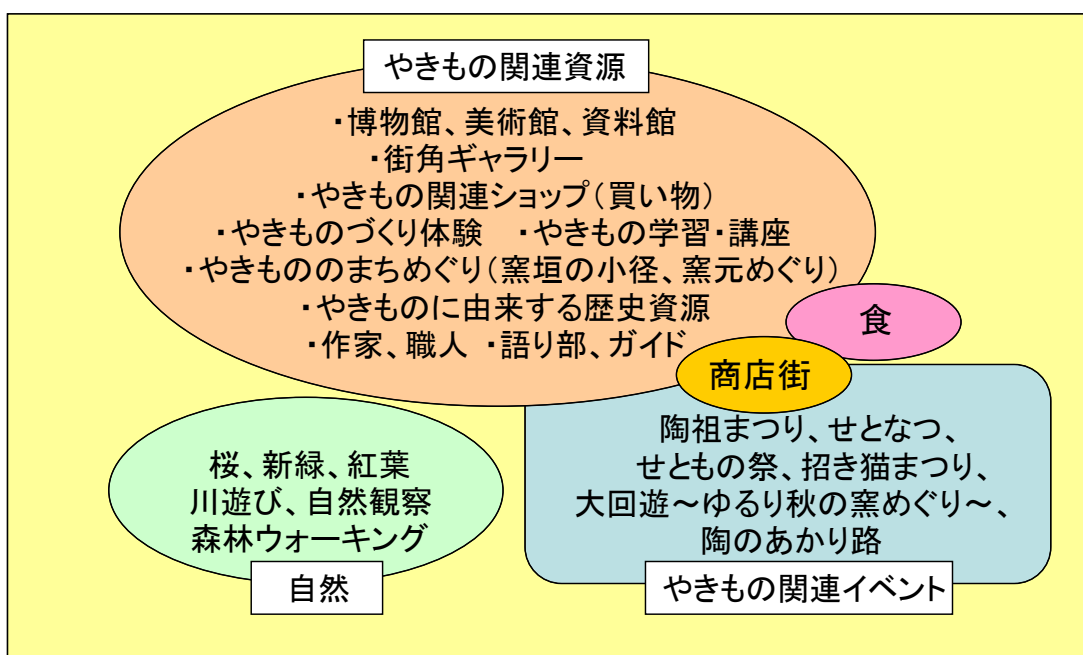 やきもの関連資源
・博物館、美術館、資料館
・街角ギャラリー
・やきもの関連ショップ(買い物)
・やきものづくり体験　・やきもの学習・講座
・やきもののまちめぐり(窯垣の小径、窯元めぐり)
・やきものに由来する歴史資源
・作家、職人 ・語り部、ガイド
食
商店街
陶祖まつり、せとなつ、
せともの祭、招き猫まつり、
大回遊～ゆるり秋の窯めぐり～、
陶のあかり路
やきもの関連イベント
桜、新緑、紅葉
川遊び、自然観察
森林ウォーキング
自然